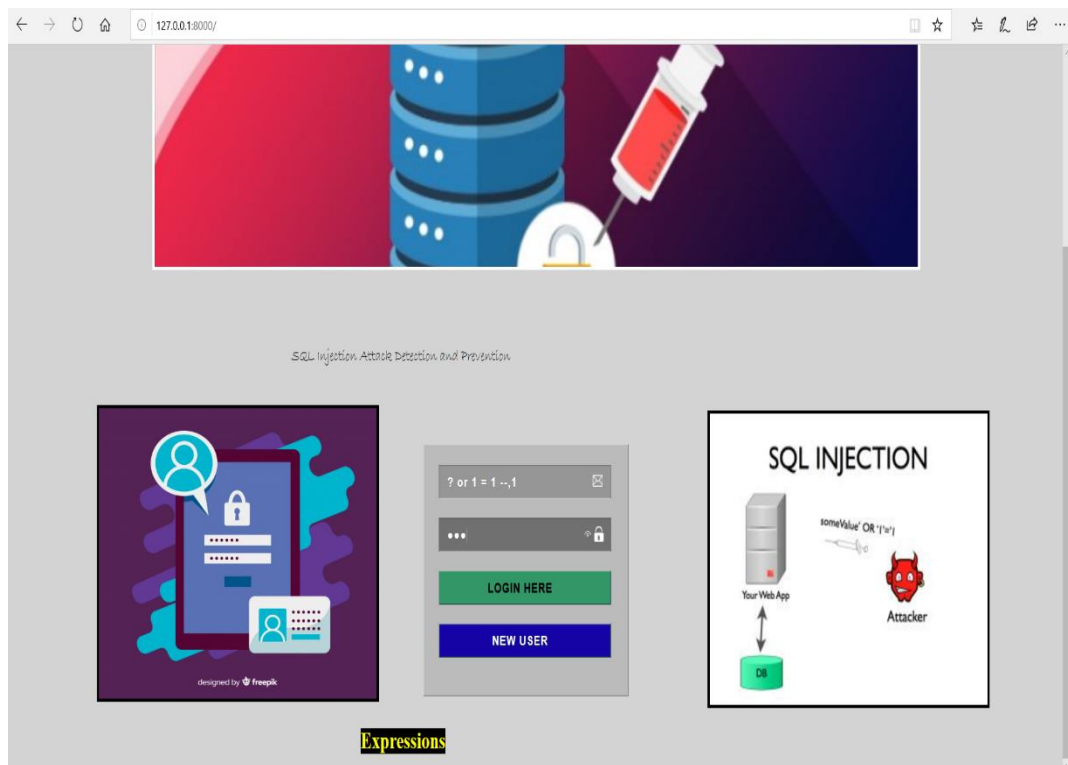 127.0.0.1:8000/
SQL Injection Attack Detection and Prevention
designed by freepik
? or 1 = 1 --,1
•••
LOGIN HERE
NEW USER
SQL INJECTION
someValue' OR '1'='1
Your Web App
Attacker
DB
Expressions